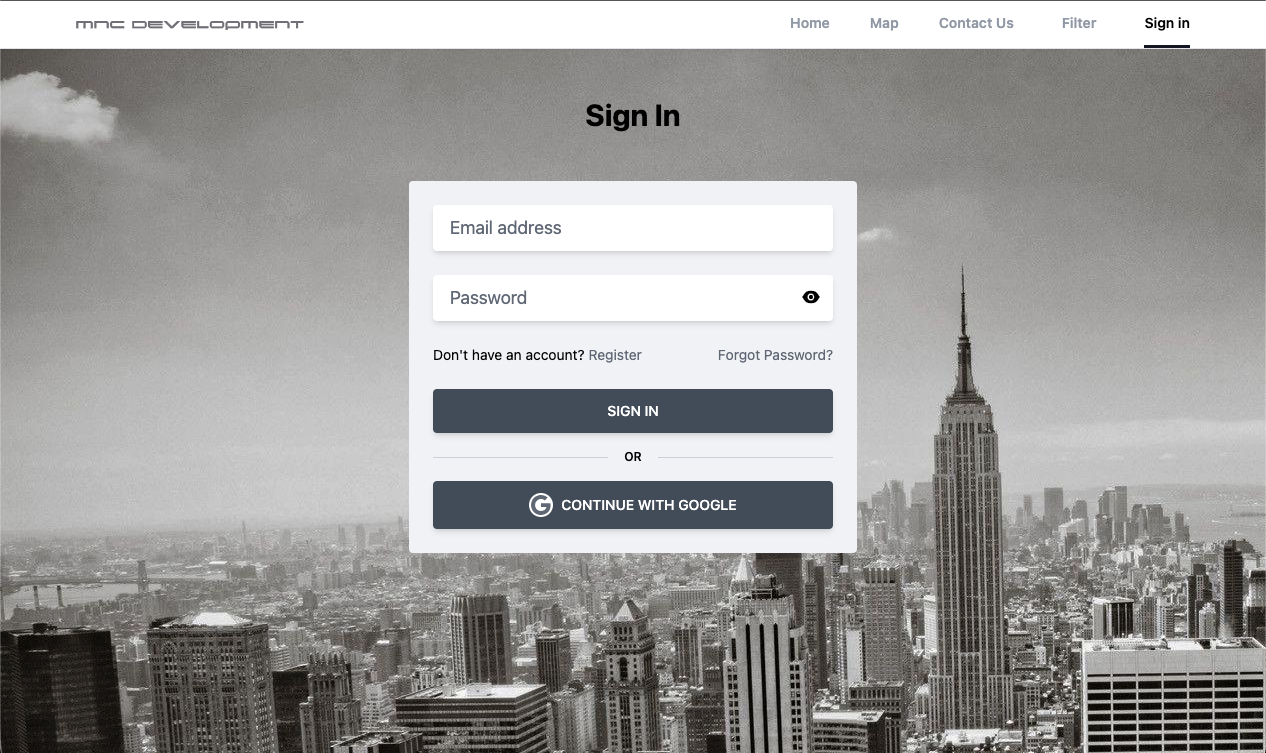 MNC DEVELOPMENT
Home Map Contact Us Filter Sign in
Sign In
Email address
Password
Don't have an account? Register Forgot Password?
SIGN IN
OR
G CONTINUE WITH GOOGLE